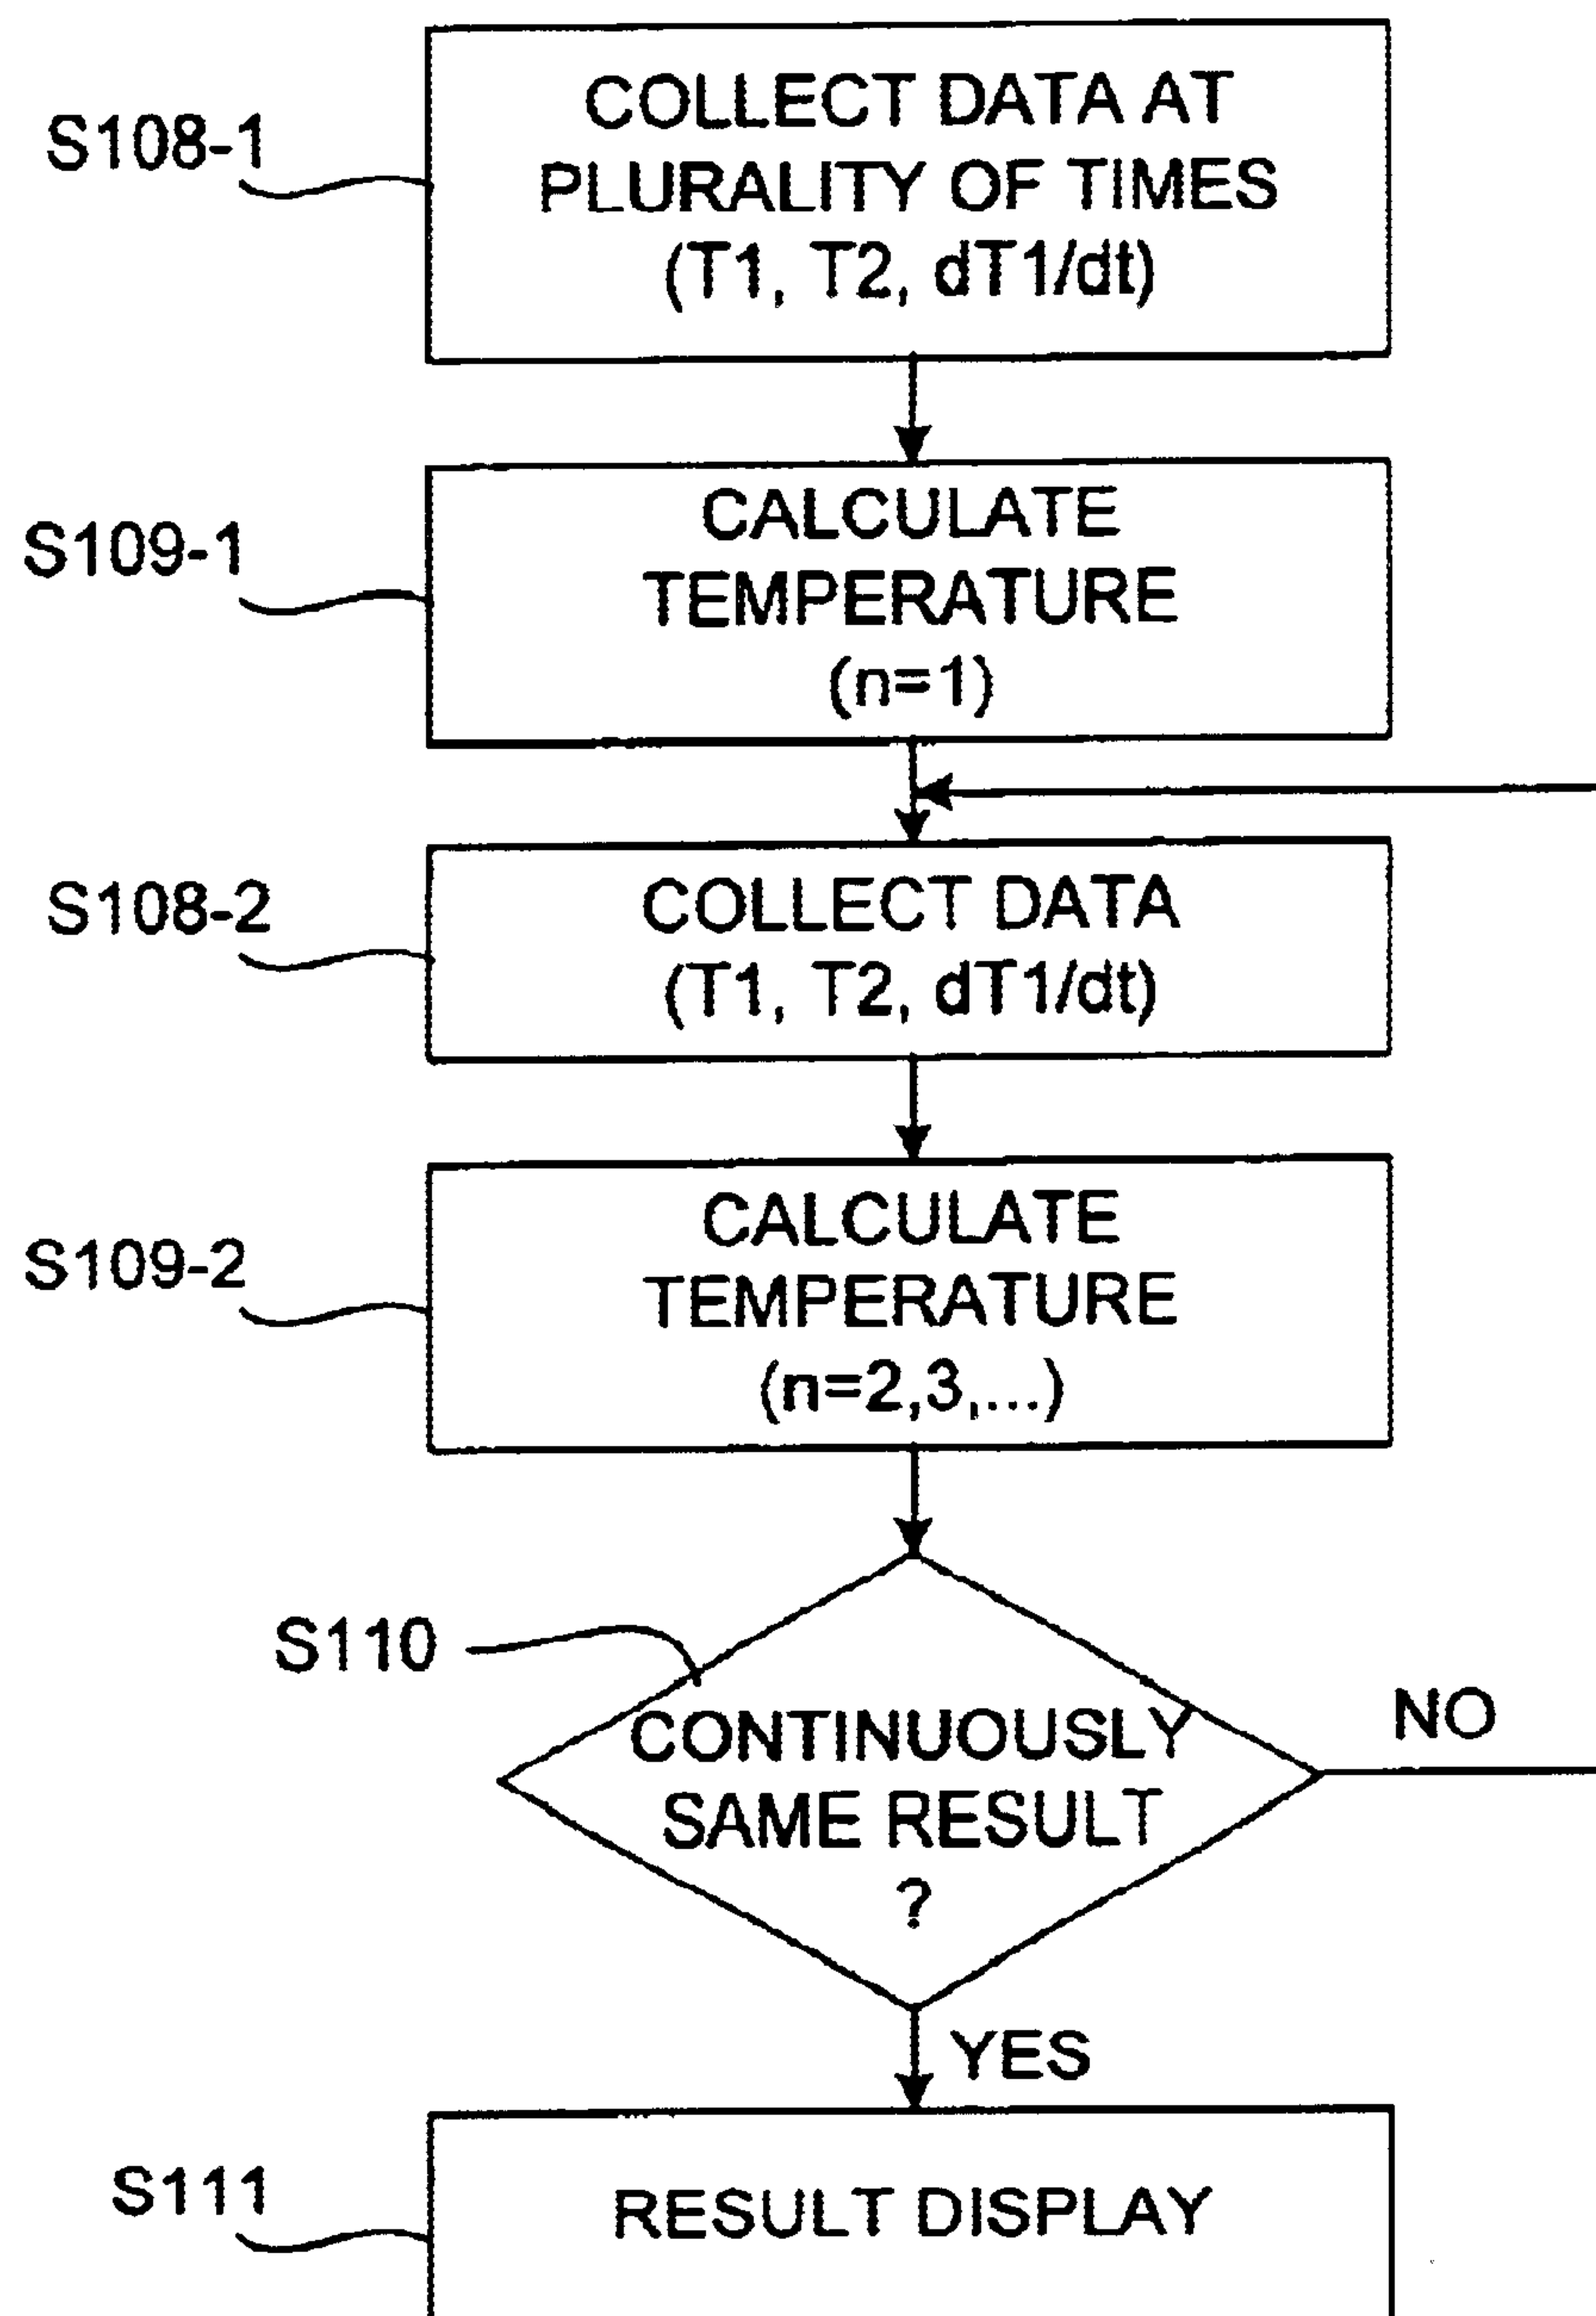 S108-1
COLLECT DATA AT
PLURALITY OF TIMES
(T1, T2, dT1/dt)
S109-1
CALCULATE
TEMPERATURE
(n=1)
S108-2
COLLECT DATA
(T1, T2, dT1/dt)
S109-2
CALCULATE
TEMPERATURE
(n=2,3,...)
S110
CONTINUOUSLY
SAME RESULT
?
NO
YES
S111
RESULT DISPLAY